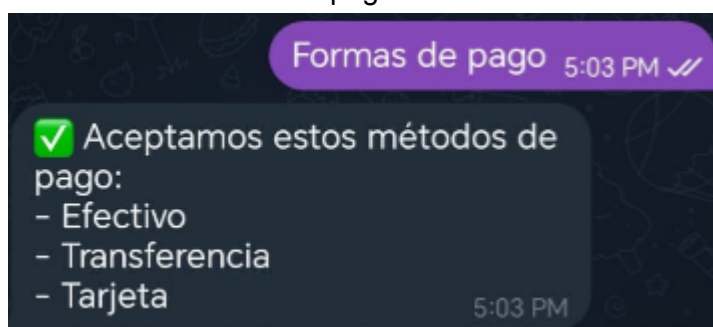 Formas de pago 5:03 PM
✅ Aceptamos estos métodos de
pago:
- Efectivo
- Transferencia
- Tarjeta 5:03 PM